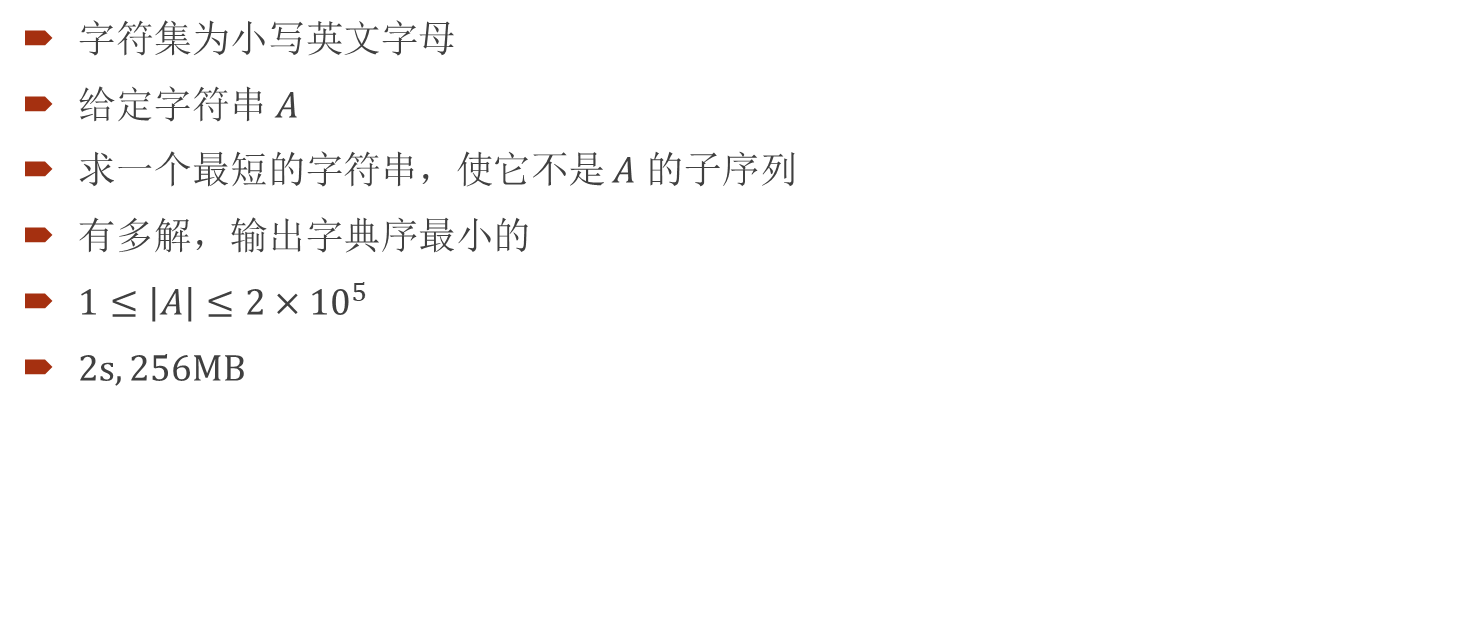 字符集为小写英文字母
给定字符串 A
求一个最短的字符串，使它不是 A 的子序列
有多解，输出字典序最小的
1 ≤ |A| ≤ 2 × 10⁵
2s, 256MB